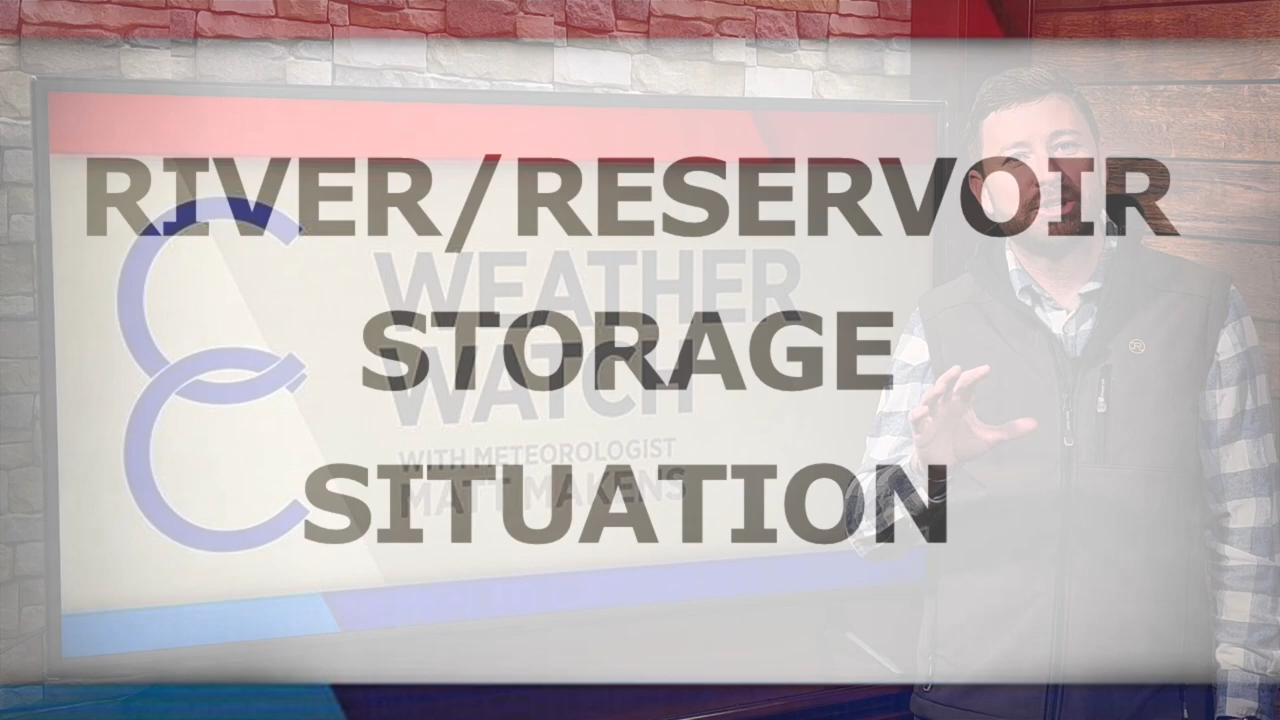 RIVER/RESERVOIR
STORAGE
SITUATION
WEATHER
WATCH
WITH METEOROLOGIST
MATT MAKENS